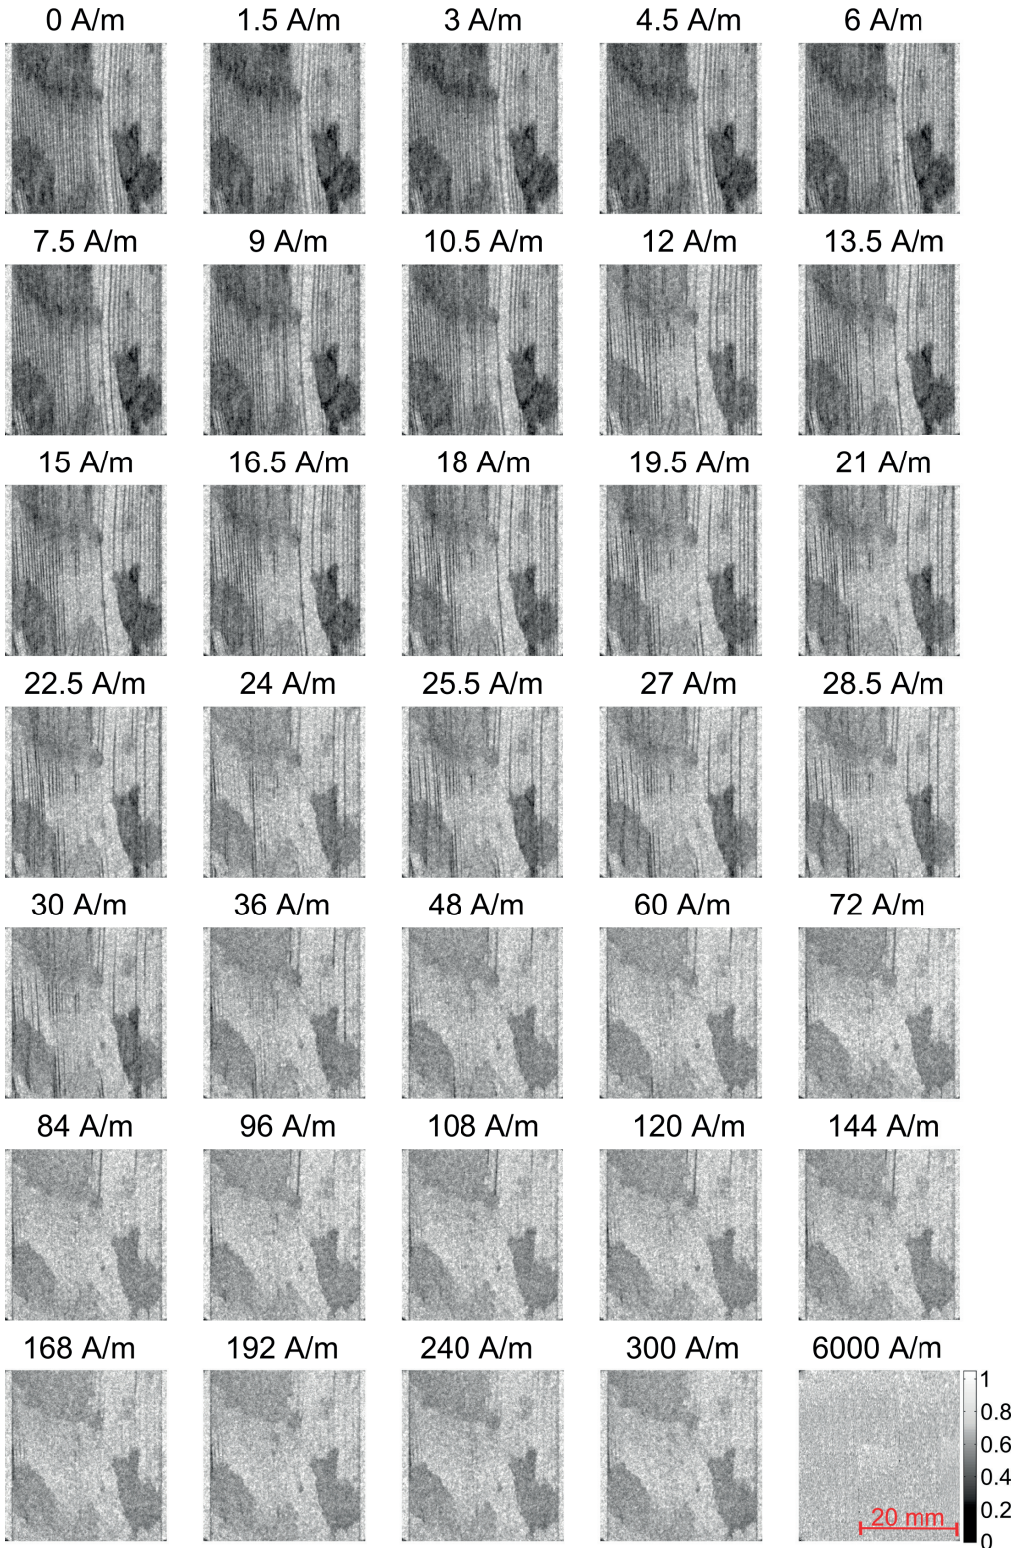 0 A/m 1.5 A/m 3 A/m 4.5 A/m 6 A/m
7.5 A/m 9 A/m 10.5 A/m 12 A/m 13.5 A/m
15 A/m 16.5 A/m 18 A/m 19.5 A/m 21 A/m
22.5 A/m 24 A/m 25.5 A/m 27 A/m 28.5 A/m
30 A/m 36 A/m 48 A/m 60 A/m 72 A/m
84 A/m 96 A/m 108 A/m 120 A/m 144 A/m
168 A/m 192 A/m 240 A/m 300 A/m 6000 A/m
1
0.8
0.6
0.4
0.2
0
20 mm